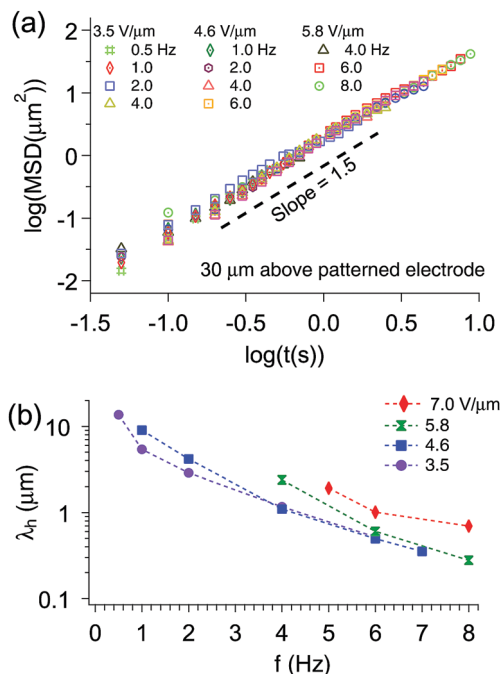 (a)
3.5 V/μm 4.6 V/μm 5.8 V/μm
0.5 Hz 1.0 Hz 4.0 Hz
1.0 2.0 6.0
2.0 4.0 8.0
4.0 6.0
log(MSD(μm²))
2
1
0
-1
-2
Slope = 1.5
30 μm above patterned electrode
-1.5 -1.0 -0.5 0.0 0.5 1.0
log(t(s))
(b)
7.0 V/μm
5.8
4.6
3.5
λh (μm)
10
1
0.1
0 1 2 3 4 5 6 7 8
f (Hz)